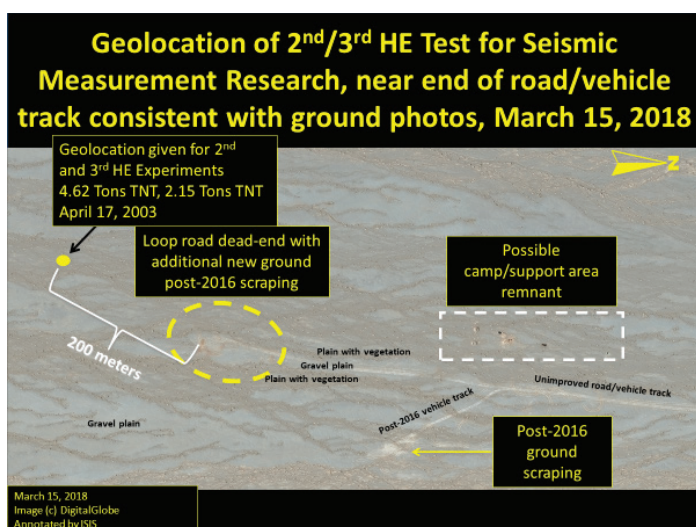 Geolocation of 2nd/3rd HE Test for Seismic
Measurement Research, near end of road/vehicle
track consistent with ground photos, March 15, 2018
Geolocation given for 2nd
and 3rd HE Experiments
4.62 Tons TNT, 2.15 Tons TNT
April 17, 2003
N
Loop road dead-end with
additional new ground
post-2016 scraping
Possible
camp/support area
remnant
200 meters
Plain with vegetation
Gravel plain
Plain with vegetation
Unimproved road/vehicle track
Post-2016 vehicle track
Gravel plain
Post-2016
ground
scraping
March 15, 2018
Image (c) DigitalGlobe
Annotated by ISIS